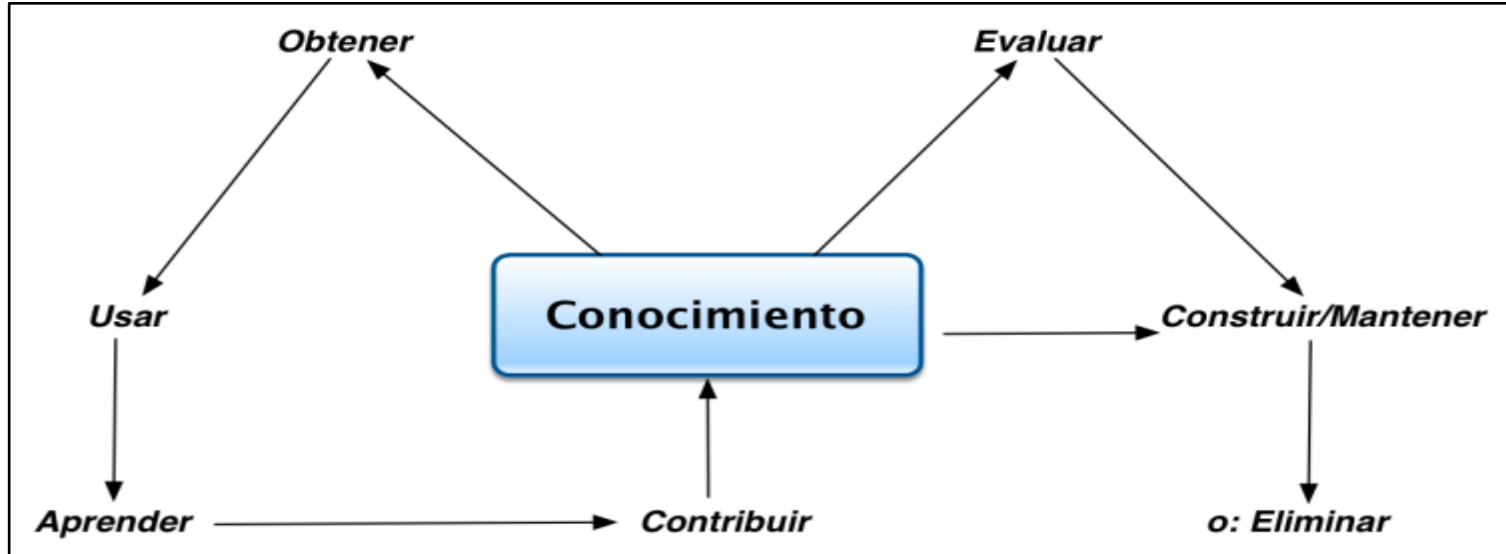 Obtener
Evaluar
Usar
Conocimiento
Construir/Mantener
Aprender
Contribuir
o: Eliminar